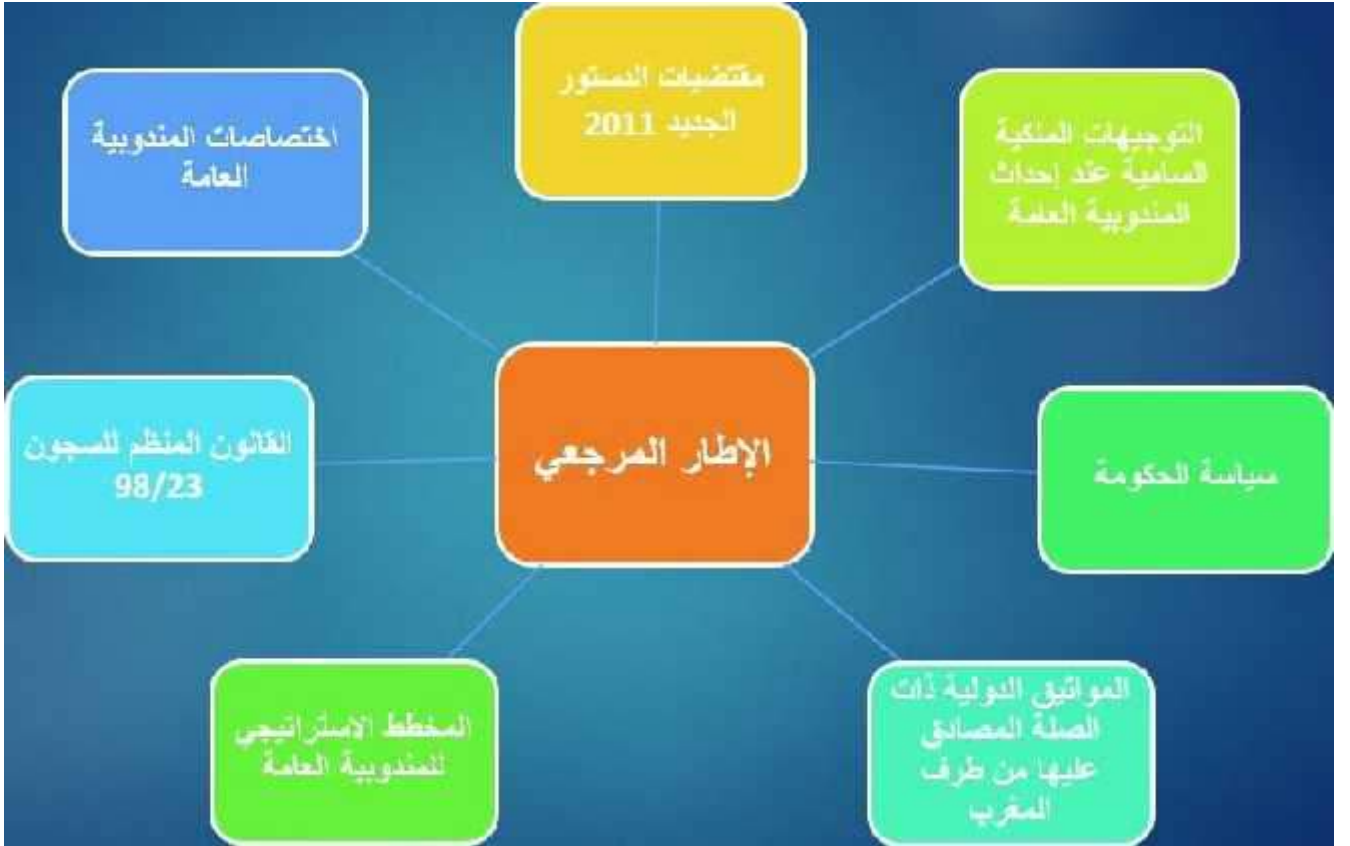 مقتضيات الدستور
الجديد 2011
التوجيهات الملكية
السامية عند إحداث
المندوبية العامة
سياسة الحكومة
المواثيق الدولية ذات
الصلة المصادق
عليها من طرف
المغرب
المخطط الاستراتيجي
للمندوبية العامة
القانون المنظم للسجون
98/23
اختصاصات المندوبية
العامة
الإطار المرجعي